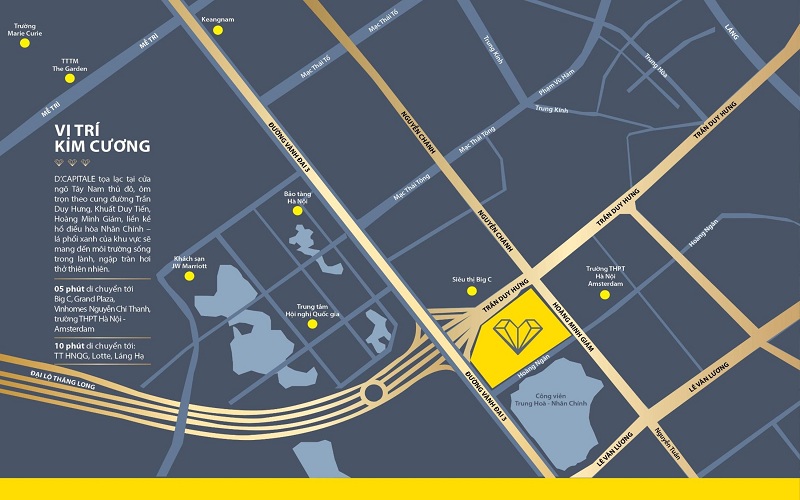 Trường
Marie Curie
TTTM
The Garden
MỄ TRÌ
MỄ TRÌ
Keangnam
Mạc Thái Tổ
Mạc Thái Tổ
Trung Kính
Phạm Vũ Hàm
Trung Hòa
LÁNG
Trung Kính
NGUYỄN CHÁNH
TRẦN DUY HƯNG
VỊ TRÍ
KIM CƯƠNG
D'.CAPITALE tọa lạc tại cửa
ngõ Tây Nam thủ đô, ôm
trọn theo cung đường Trần
Duy Hưng, Khuất Duy Tiến,
Hoàng Minh Giám, liền kề
hồ điều hòa Nhân Chính –
lá phổi xanh của khu vực sẽ
mang đến môi trường sống
trong lành, ngập tràn hơi
thở thiên nhiên.
05 phút di chuyển tới
Big C, Grand Plaza,
Vinhomes Nguyễn Chí Thanh,
trường THPT Hà Nội -
Amsterdam
10 phút di chuyển tới:
TT HNQG, Lotte, Láng Hạ
ĐƯỜNG VÀNH ĐAI 3
Mạc Thái Tông
Mạc Thái Tông
Bảo tàng
Hà Nội
NGUYỄN CHÁNH
TRẦN DUY HƯNG
Hoàng Ngân
Khách sạn
JW Marriott
Siêu thị Big C
Trường THPT
Hà Nội
Amsterdam
Trung tâm
Hội nghị Quốc gia
TRẦN DUY HƯNG
HOÀNG MINH GIÁM
Hoàng Ngân
ĐẠI LỘ THĂNG LONG
ĐƯỜNG VÀNH ĐAI 3
Công viên
Trung Hoà - Nhân Chính
LÊ VĂN LƯƠNG
LÊ VĂN LƯƠNG
Nguyễn Tuân